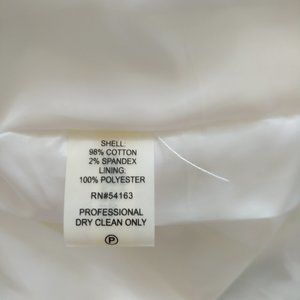 SHELL:
98% COTTON
2% SPANDEX
LINING:
100% POLYESTER
RN#54163
PROFESSIONAL
DRY CLEAN ONLY
P